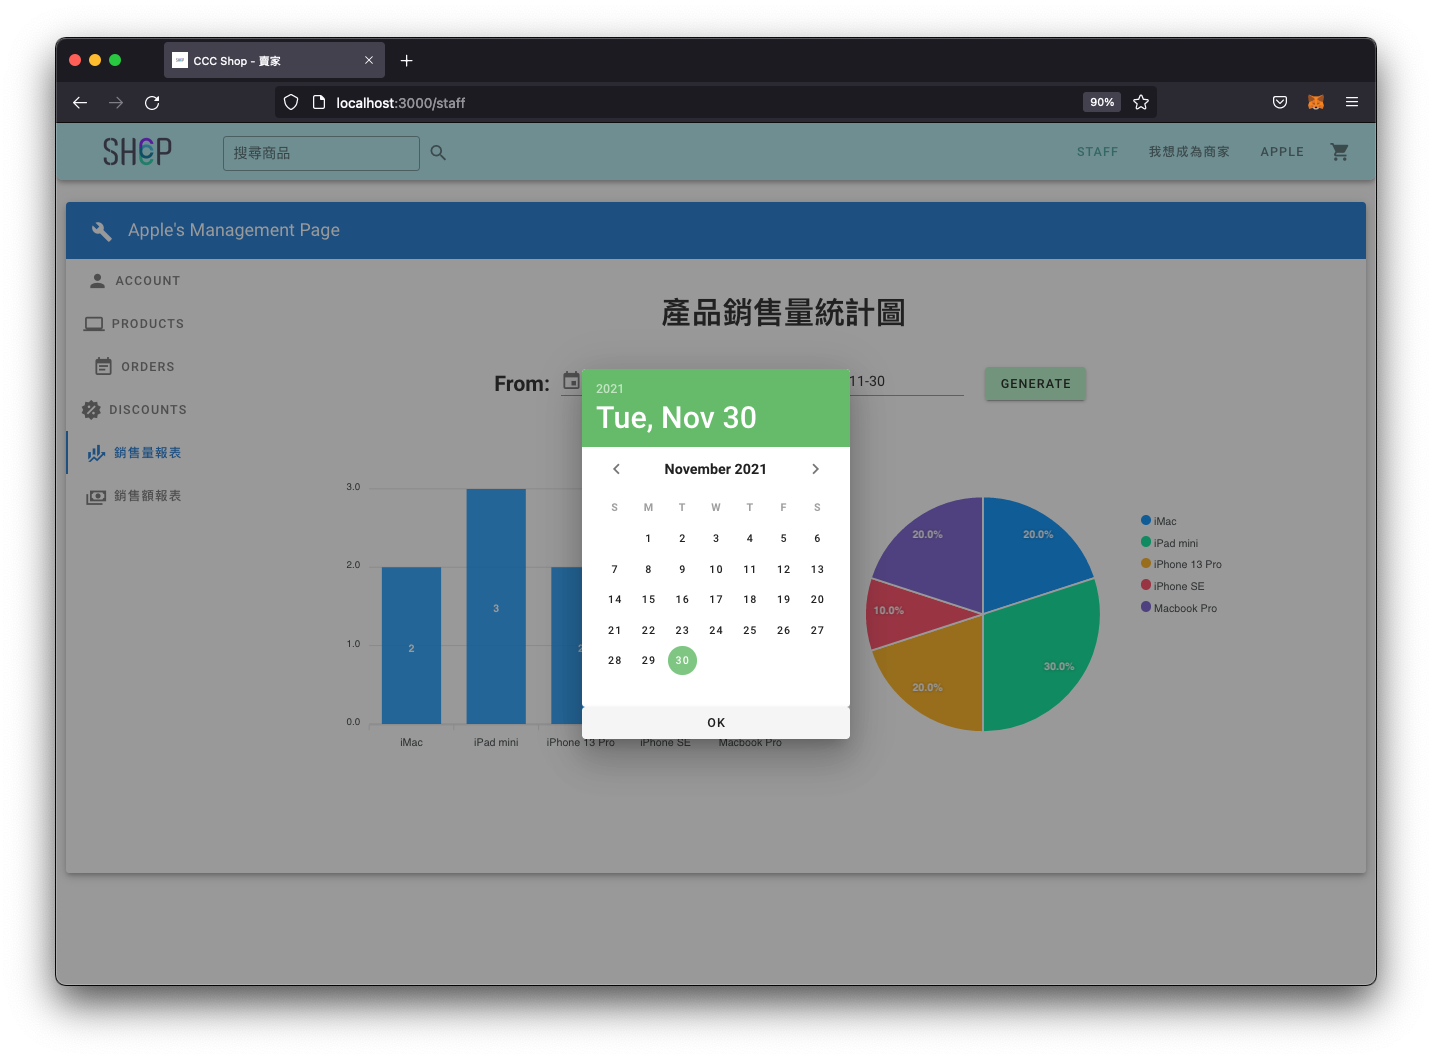 CCC Shop - 賣家
localhost:3000/staff
90%
SHCP
搜尋商品
STAFF
我想成為商家
APPLE
Apple's Management Page
ACCOUNT
PRODUCTS
ORDERS
DISCOUNTS
銷售量報表
銷售額報表
產品銷售量統計圖
From:
11-30
GENERATE
2021
Tue, Nov 30
November 2021
S M T W T F S
1 2 3 4 5 6
7 8 9 10 11 12 13
14 15 16 17 18 19 20
21 22 23 24 25 26 27
28 29 30
OK
3.0
2.0
1.0
0.0
2
3
iMac
iPad mini
iPhone 13 Pro
iPhone SE
Macbook Pro
20.0%
20.0%
10.0%
20.0%
30.0%
iMac
iPad mini
iPhone 13 Pro
iPhone SE
Macbook Pro